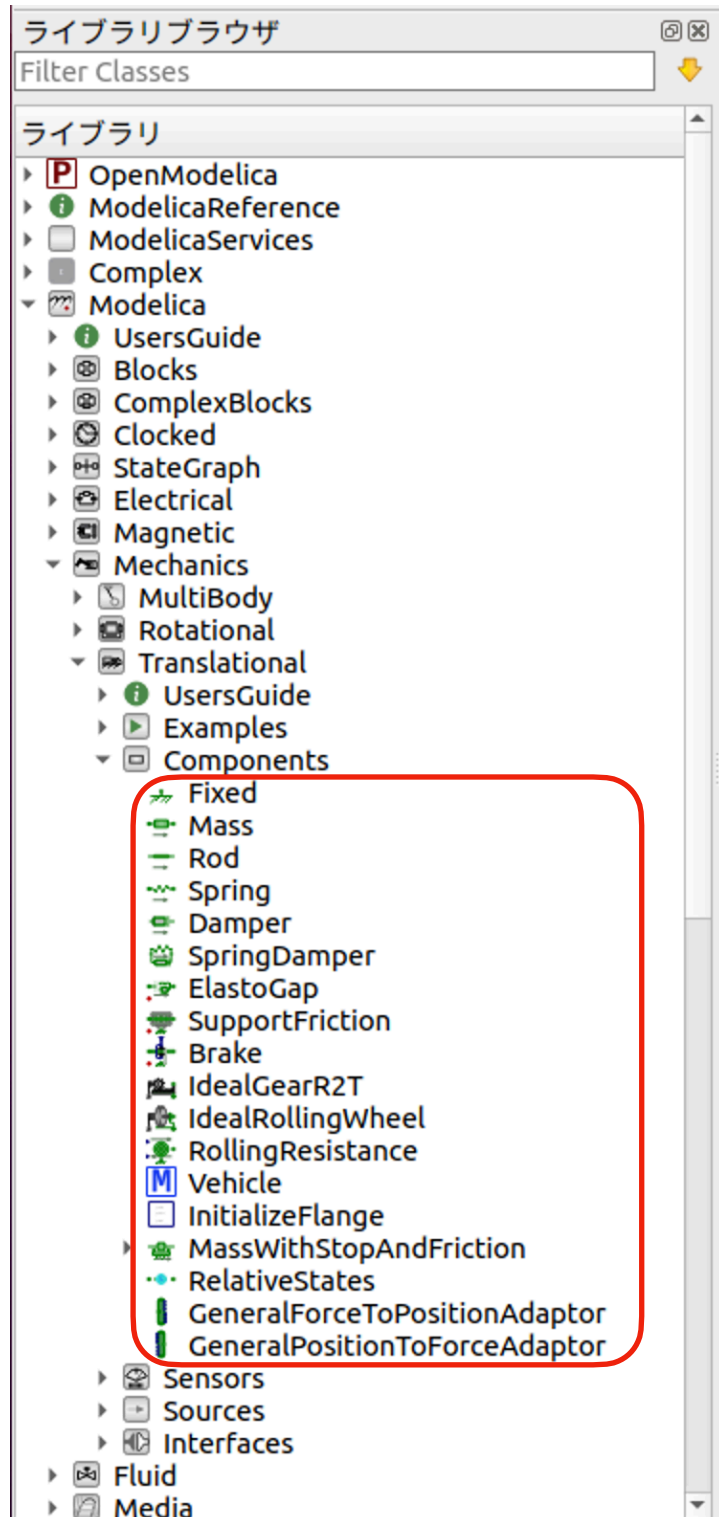 ライブラリブラウザ
Filter Classes
ライブラリ
P OpenModelica
i ModelicaReference
ModelicaServices
Complex
Modelica
i UsersGuide
Blocks
ComplexBlocks
Clocked
StateGraph
Electrical
Magnetic
Mechanics
MultiBody
Rotational
Translational
i UsersGuide
Examples
Components
Fixed
Mass
Rod
Spring
Damper
SpringDamper
ElastoGap
SupportFriction
Brake
IdealGearR2T
IdealRollingWheel
RollingResistance
M Vehicle
InitializeFlange
MassWithStopAndFriction
RelativeStates
GeneralForceToPositionAdaptor
GeneralPositionToForceAdaptor
Sensors
Sources
Interfaces
Fluid
Media